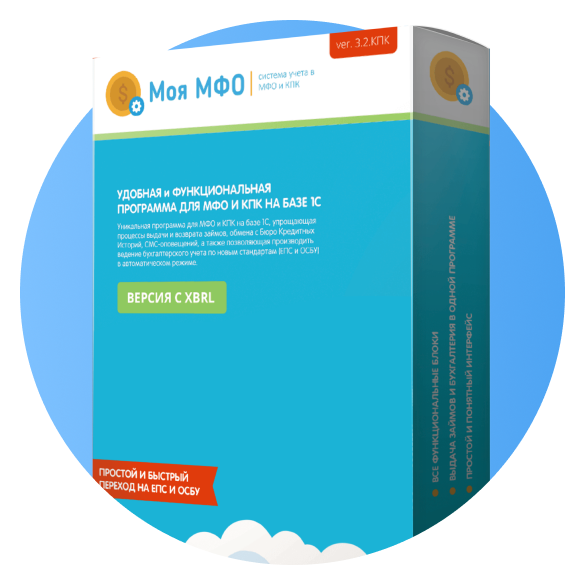 ver. 3.2.КПК
Моя МФО
система учета в
МФО и КПК
УДОБНАЯ и ФУНКЦИОНАЛЬНАЯ
ПРОГРАММА ДЛЯ МФО И КПК НА БАЗЕ 1С
Уникальная программа для МФО и КПК на базе 1С, упрощающая
процессы выдачи и возврата займов, обмена с Бюро Кредитных
Историй, СМС-оповещений, а также позволяющая производить
ведение бухгалтерского учета по новым стандартам (ЕПС и ОСБУ)
в автоматическом режиме.
ВЕРСИЯ С XBRL
ПРОСТОЙ И БЫСТРЫЙ
ПЕРЕХОД НА ЕПС И ОСБУ
ВСЕ ФУНКЦИОНАЛЬНЫЕ БЛОКИ
ВЫДАЧА ЗАЙМОВ И БУХГАЛТЕРИЯ В ОДНОЙ ПРОГРАММЕ
ПРОСТОЙ И ПОНЯТНЫЙ ИНТЕРФЕЙС